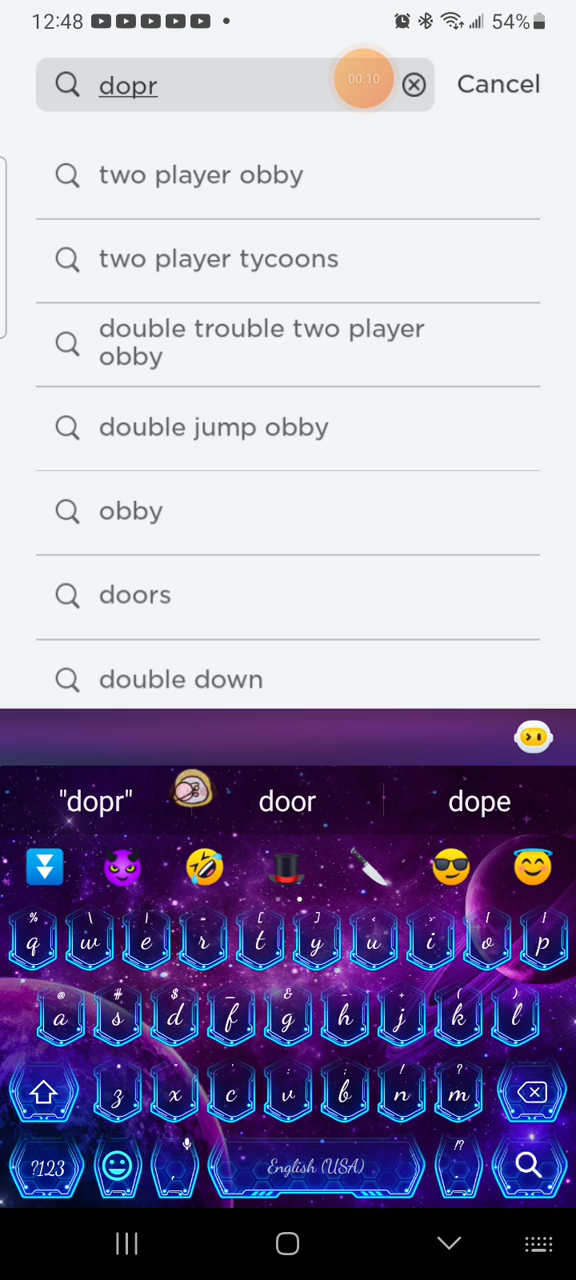 12:48 54%
dopr 00:10 Cancel
two player obby
two player tycoons
double trouble two player
obby
double jump obby
obby
doors
double down
"dopr" door dope
% \ | = [ ] < > { }
q w e r t y u i o p
@ # $ _ & - + ( )
a s d f g h j k l
* " ' : ; ! ?
z x c v b n m
!?
?123 , English (USA) .